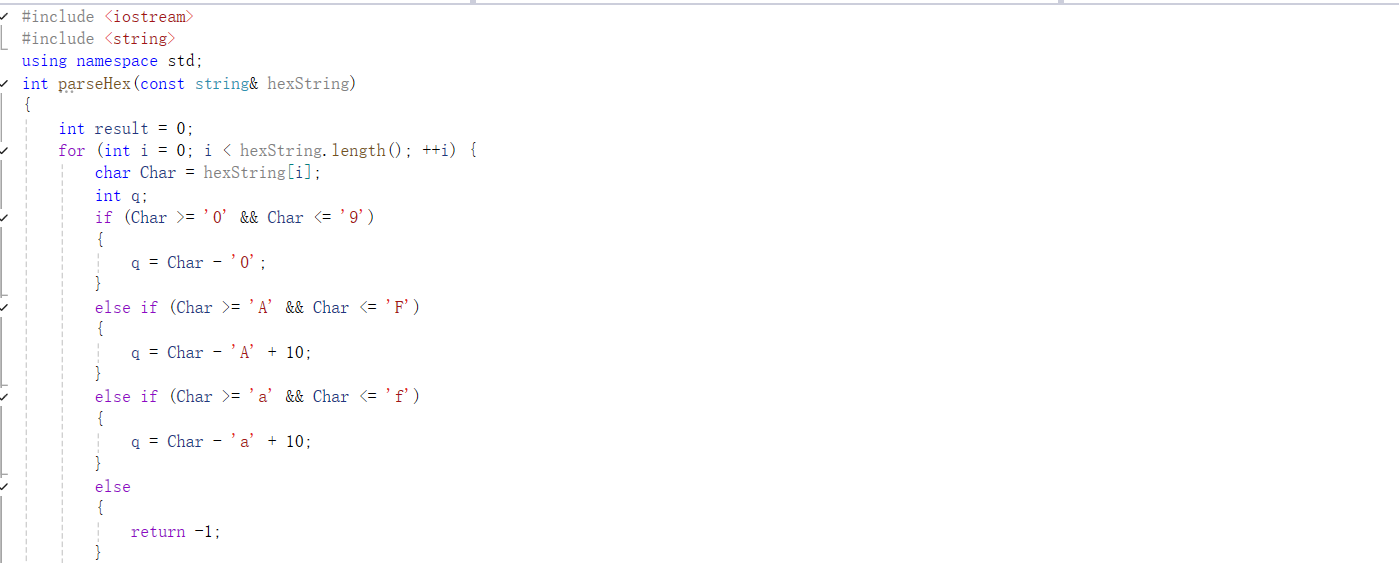 #include <iostream>
#include <string>
using namespace std;
int parseHex(const string& hexString)
{
    int result = 0;
    for (int i = 0; i < hexString.length(); ++i) {
        char Char = hexString[i];
        int q;
        if (Char >= '0' && Char <= '9')
        {
            q = Char - '0';
        }
        else if (Char >= 'A' && Char <= 'F')
        {
            q = Char - 'A' + 10;
        }
        else if (Char >= 'a' && Char <= 'f')
        {
            q = Char - 'a' + 10;
        }
        else
        {
            return -1;
        }